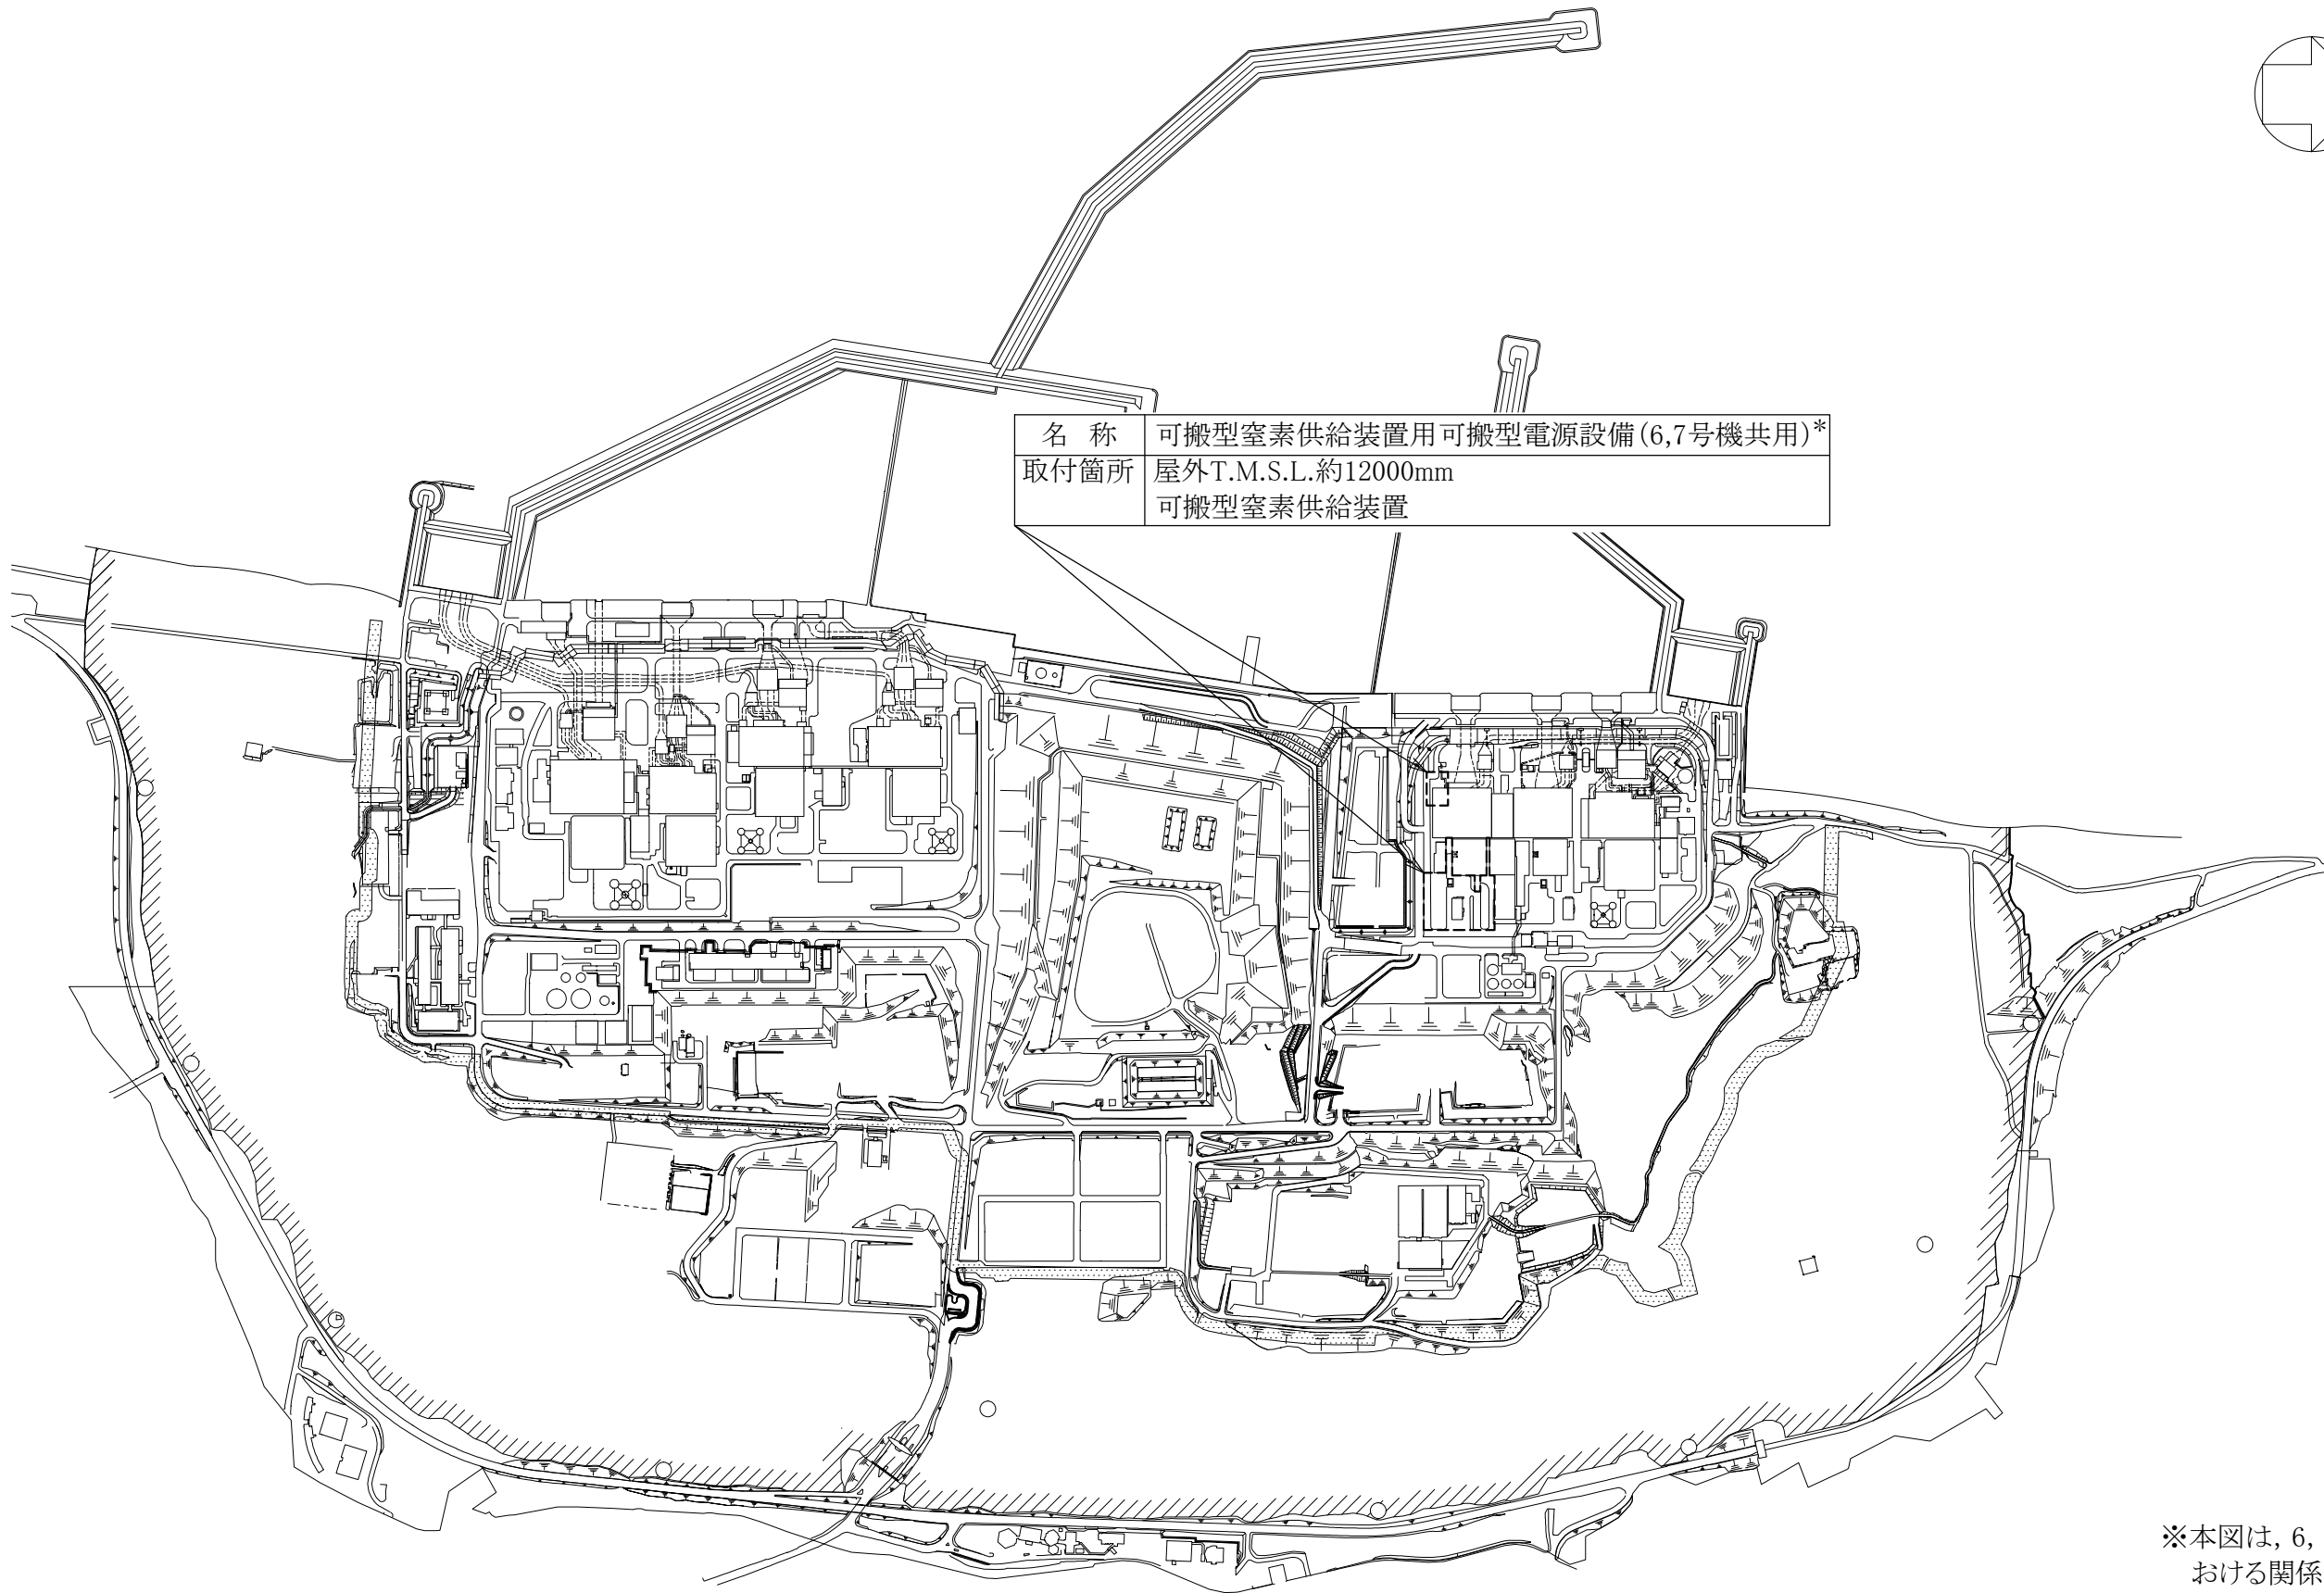 名 称 可搬型窒素供給装置用可搬型電源設備(6,7号機共用)*
取付箇所 屋外T.M.S.L.約12000mm
可搬型窒素供給装置
※本図は, 6,
おける関係